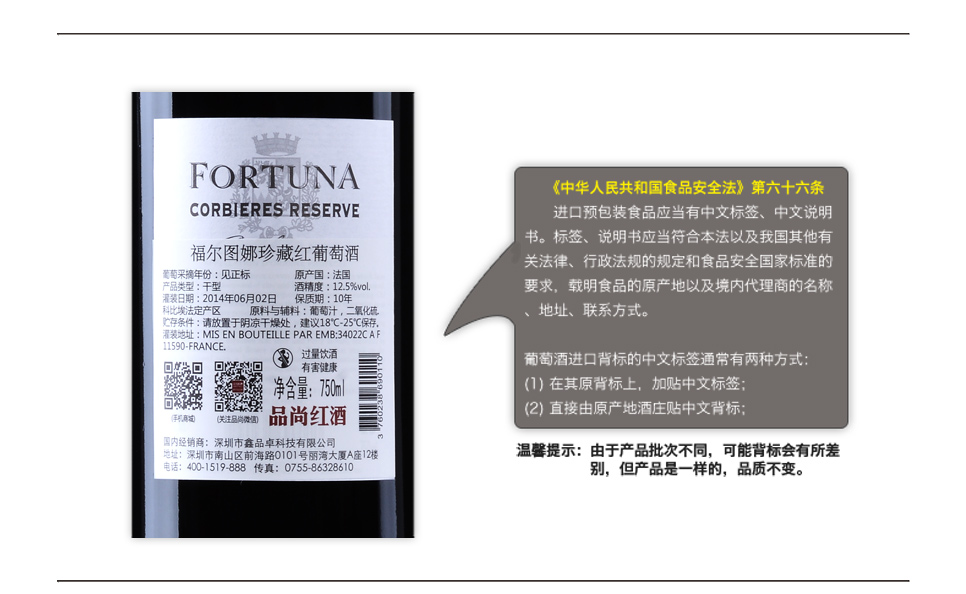 FORTUNA
CORBIERES RESERVE
福尔图娜珍藏红葡萄酒
葡萄采摘年份：见正标 原产国：法国
产品类型：干型 酒精度：12.5%vol.
灌装日期：2014年06月02日 保质期：10年
科比埃法定产区 原料与辅料：葡萄汁，二氧化硫.
贮存条件：请放置于阴凉干燥处，建议18℃-25℃保存。
灌装地址：MIS EN BOUTEILLE PAR EMB;34022C A F
11590-FRANCE.
过量饮酒
有害健康
净含量：750ml
(手机商城)
(关注品尚微信)
品尚红酒
3760238690110
国内经销商：深圳市鑫品卓科技有限公司
地址：深圳市南山区前海路0101号丽湾大厦A座12楼
电话：400-1519-888 传真：0755-86328610
《中华人民共和国食品安全法》第六十六条
进口预包装食品应当有中文标签、中文说明
书。标签、说明书应当符合本法以及我国其他有
关法律、行政法规的规定和食品安全国家标准的
要求，载明食品的原产地以及境内代理商的名称
、地址、联系方式。
葡萄酒进口背标的中文标签通常有两种方式：
(1) 在其原背标上，加贴中文标签；
(2) 直接由原产地酒庄贴中文背标；
温馨提示：由于产品批次不同，可能背标会有所差
别，但产品是一样的，品质不变。